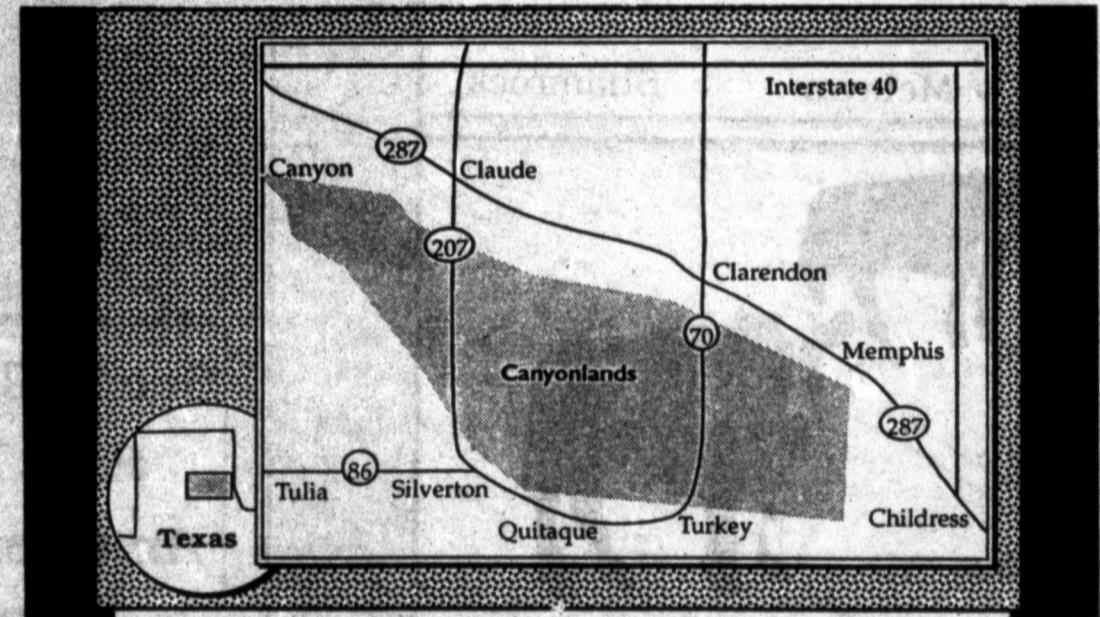 Interstate 40
287
Canyon
Claude
207
Clarendon
70
Memphis
Canyonlands
287
86
Tulia
Silverton
Quitaque
Turkey
Childress
Texas